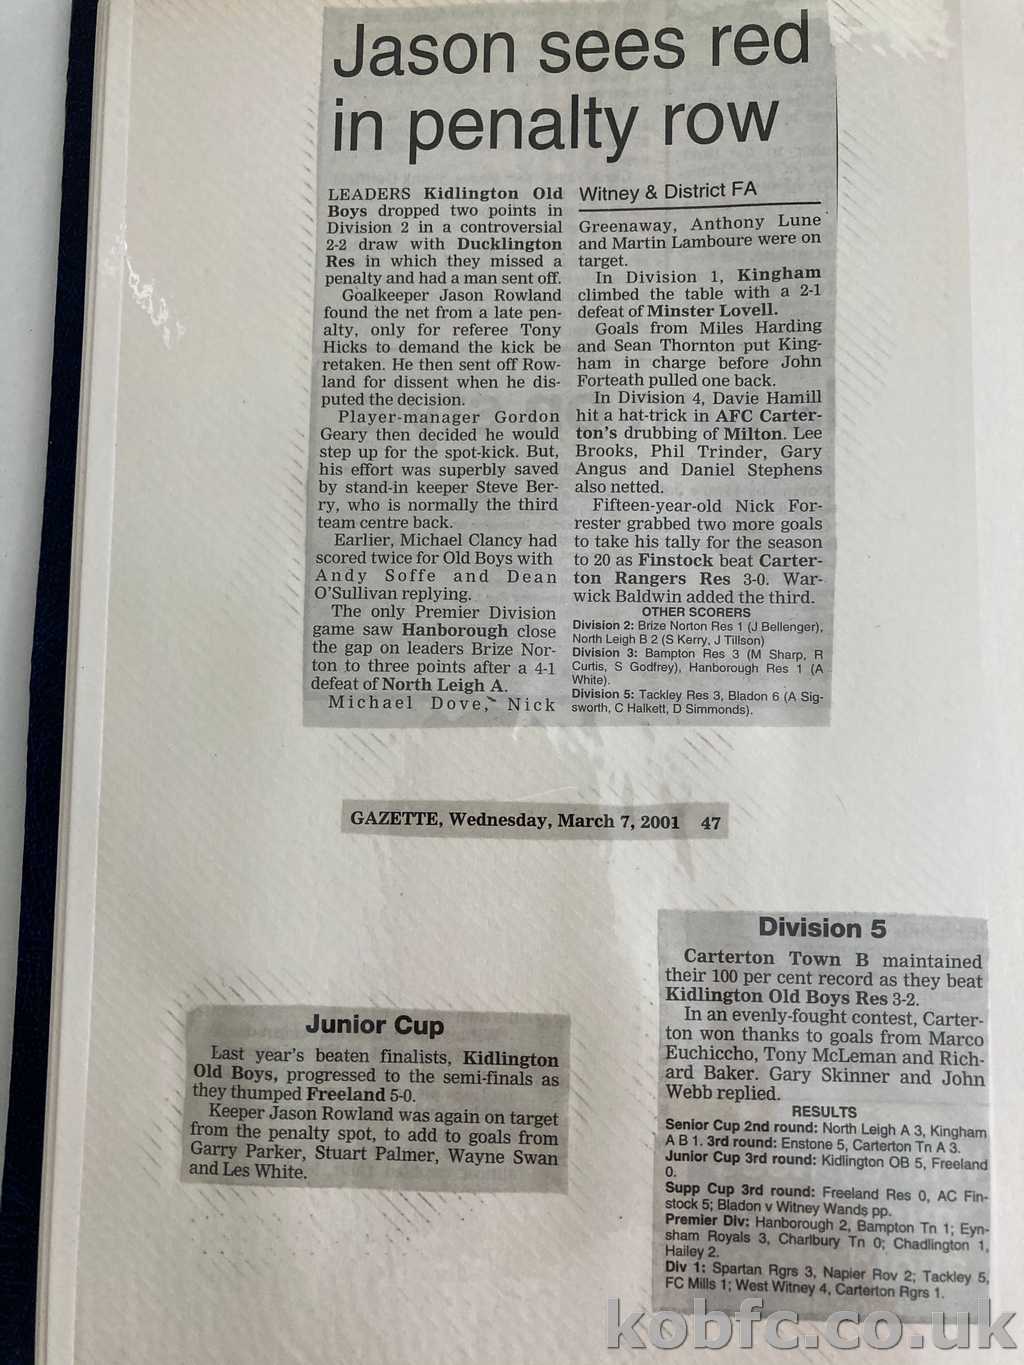 Jason sees red
in penalty row
LEADERS Kidlington Old
Boys dropped two points in
Division 2 in a controversial
2-2 draw with Ducklington
Res in which they missed a
penalty and had a man sent off.
Goalkeeper Jason Rowland
found the net from a late pen-
alty, only for referee Tony
Hicks to demand the kick be
retaken. He then sent off Row-
land for dissent when he dis-
puted the decision.
Player-manager Gordon
Geary then decided he would
step up for the spot-kick. But,
his effort was superbly saved
by stand-in keeper Steve Ber-
ry, who is normally the third
team centre back.
Earlier, Michael Clancy had
scored twice for Old Boys with
Andy Soffe and Dean
O'Sullivan replying.
The only Premier Division
game saw Hanborough close
the gap on leaders Brize Nor-
ton to three points after a 4-1
defeat of North Leigh A.
Michael Dove, Nick
Witney & District FA
Greenaway, Anthony Lune
and Martin Lamboure were on
target.
In Division 1, Kingham
climbed the table with a 2-1
defeat of Minster Lovell.
Goals from Miles Harding
and Sean Thornton put King-
ham in charge before John
Forteath pulled one back.
In Division 4, Davie Hamill
hit a hat-trick in AFC Carter-
ton's drubbing of Milton. Lee
Brooks, Phil Trinder, Gary
Angus and Daniel Stephens
also netted.
Fifteen-year-old Nick For-
rester grabbed two more goals
to take his tally for the season
to 20 as Finstock beat Carter-
ton Rangers Res 3-0. War-
wick Baldwin added the third.
OTHER SCORERS
Division 2: Brize Norton Res 1 (J Bellenger),
North Leigh B 2 (S Kerry, J Tillson)
Division 3: Bampton Res 3 (M Sharp, R
Curtis, S Godfrey), Hanborough Res 1 (A
White).
Division 5: Tackley Res 3, Bladon 6 (A Sig-
sworth, C Halkett, D Simmonds).
GAZETTE, Wednesday, March 7, 2001 47
Junior Cup
Last year's beaten finalists, Kidlington
Old Boys, progressed to the semi-finals as
they thumped Freeland 5-0.
Keeper Jason Rowland was again on target
from the penalty spot, to add to goals from
Garry Parker, Stuart Palmer, Wayne Swan
and Les White.
Division 5
Carterton Town B maintained
their 100 per cent record as they beat
Kidlington Old Boys Res 3-2.
In an evenly-fought contest, Carter-
ton won thanks to goals from Marco
Euchiccho, Tony McLeman and Rich-
ard Baker. Gary Skinner and John
Webb replied.
RESULTS
Senior Cup 2nd round: North Leigh A 3, Kingham
A B 1. 3rd round: Enstone 5, Carterton Tn A 3.
Junior Cup 3rd round: Kidlington OB 5, Freeland
0.
Supp Cup 3rd round: Freeland Res 0, AC Fin-
stock 5; Bladon v Witney Wands pp.
Premier Div: Hanborough 2, Bampton Tn 1; Eyn-
sham Royals 3, Charlbury Tn 0; Chadlington 1,
Hailey 2.
Div 1: Spartan Rgrs 3, Napier Rov 2; Tackley 5,
FC Mills 1; West Witney 4, Carterton Rgrs 1.
kobfc.co.uk